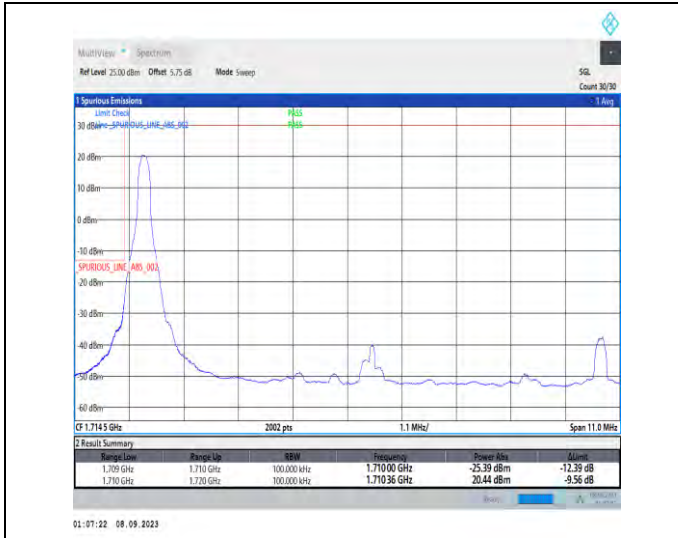 MultiView Spectrum
Ref Level 25.00 dBm Offset 5.75 dB Mode Sweep SGL
Count 30/30
1 Spurious Emissions 1 Avg
Limit Check PASS
30 dBm Line _SPURIOUS_LINE_ABS_002 PASS
20 dBm
10 dBm
0 dBm
-10 dBm
_SPURIOUS_LINE_ABS_002
-20 dBm
-30 dBm
-40 dBm
-50 dBm
-60 dBm
CF 1.7145 GHz 2002 pts 1.1 MHz/ Span 11.0 MHz
2 Result Summary
Range Low Range Up RBW Frequency Power Abs ΔLimit
1.709 GHz 1.710 GHz 100.000 kHz 1.71000 GHz -25.39 dBm -12.39 dB
1.710 GHz 1.720 GHz 100.000 kHz 1.71036 GHz 20.44 dBm -9.56 dB
01:07:22 08.09.2023